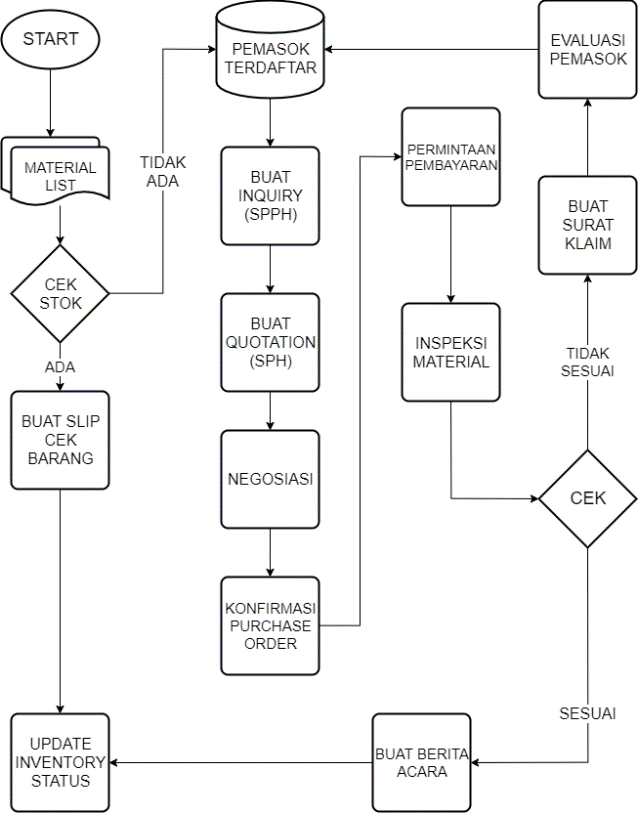 START
MATERIAL
LIST
CEK
STOK
TIDAK
ADA
ADA
BUAT SLIP
CEK
BARANG
UPDATE
INVENTORY
STATUS
PEMASOK
TERDAFTAR
BUAT
INQUIRY
(SPPH)
BUAT
QUOTATION
(SPH)
NEGOSIASI
KONFIRMASI
PURCHASE
ORDER
PERMINTAAN
PEMBAYARAN
INSPEKSI
MATERIAL
CEK
TIDAK
SESUAI
BUAT
SURAT
KLAIM
EVALUASI
PEMASOK
SESUAI
BUAT BERITA
ACARA